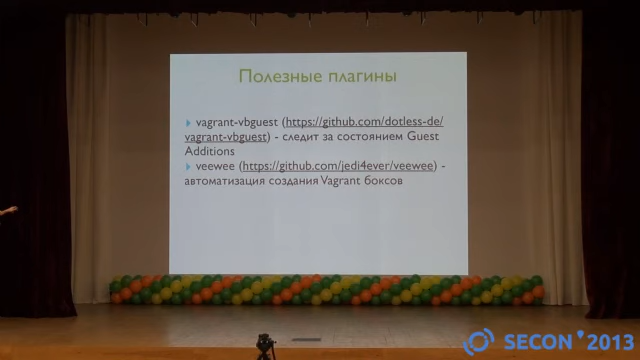 Полезные плагины
vagrant-vbguest (https://github.com/dotless-de/
vagrant-vbguest) - следит за состоянием Guest
Additions
veewee (https://github.com/jedi4ever/veewee) -
автоматизация создания Vagrant боксов
SECON'2013